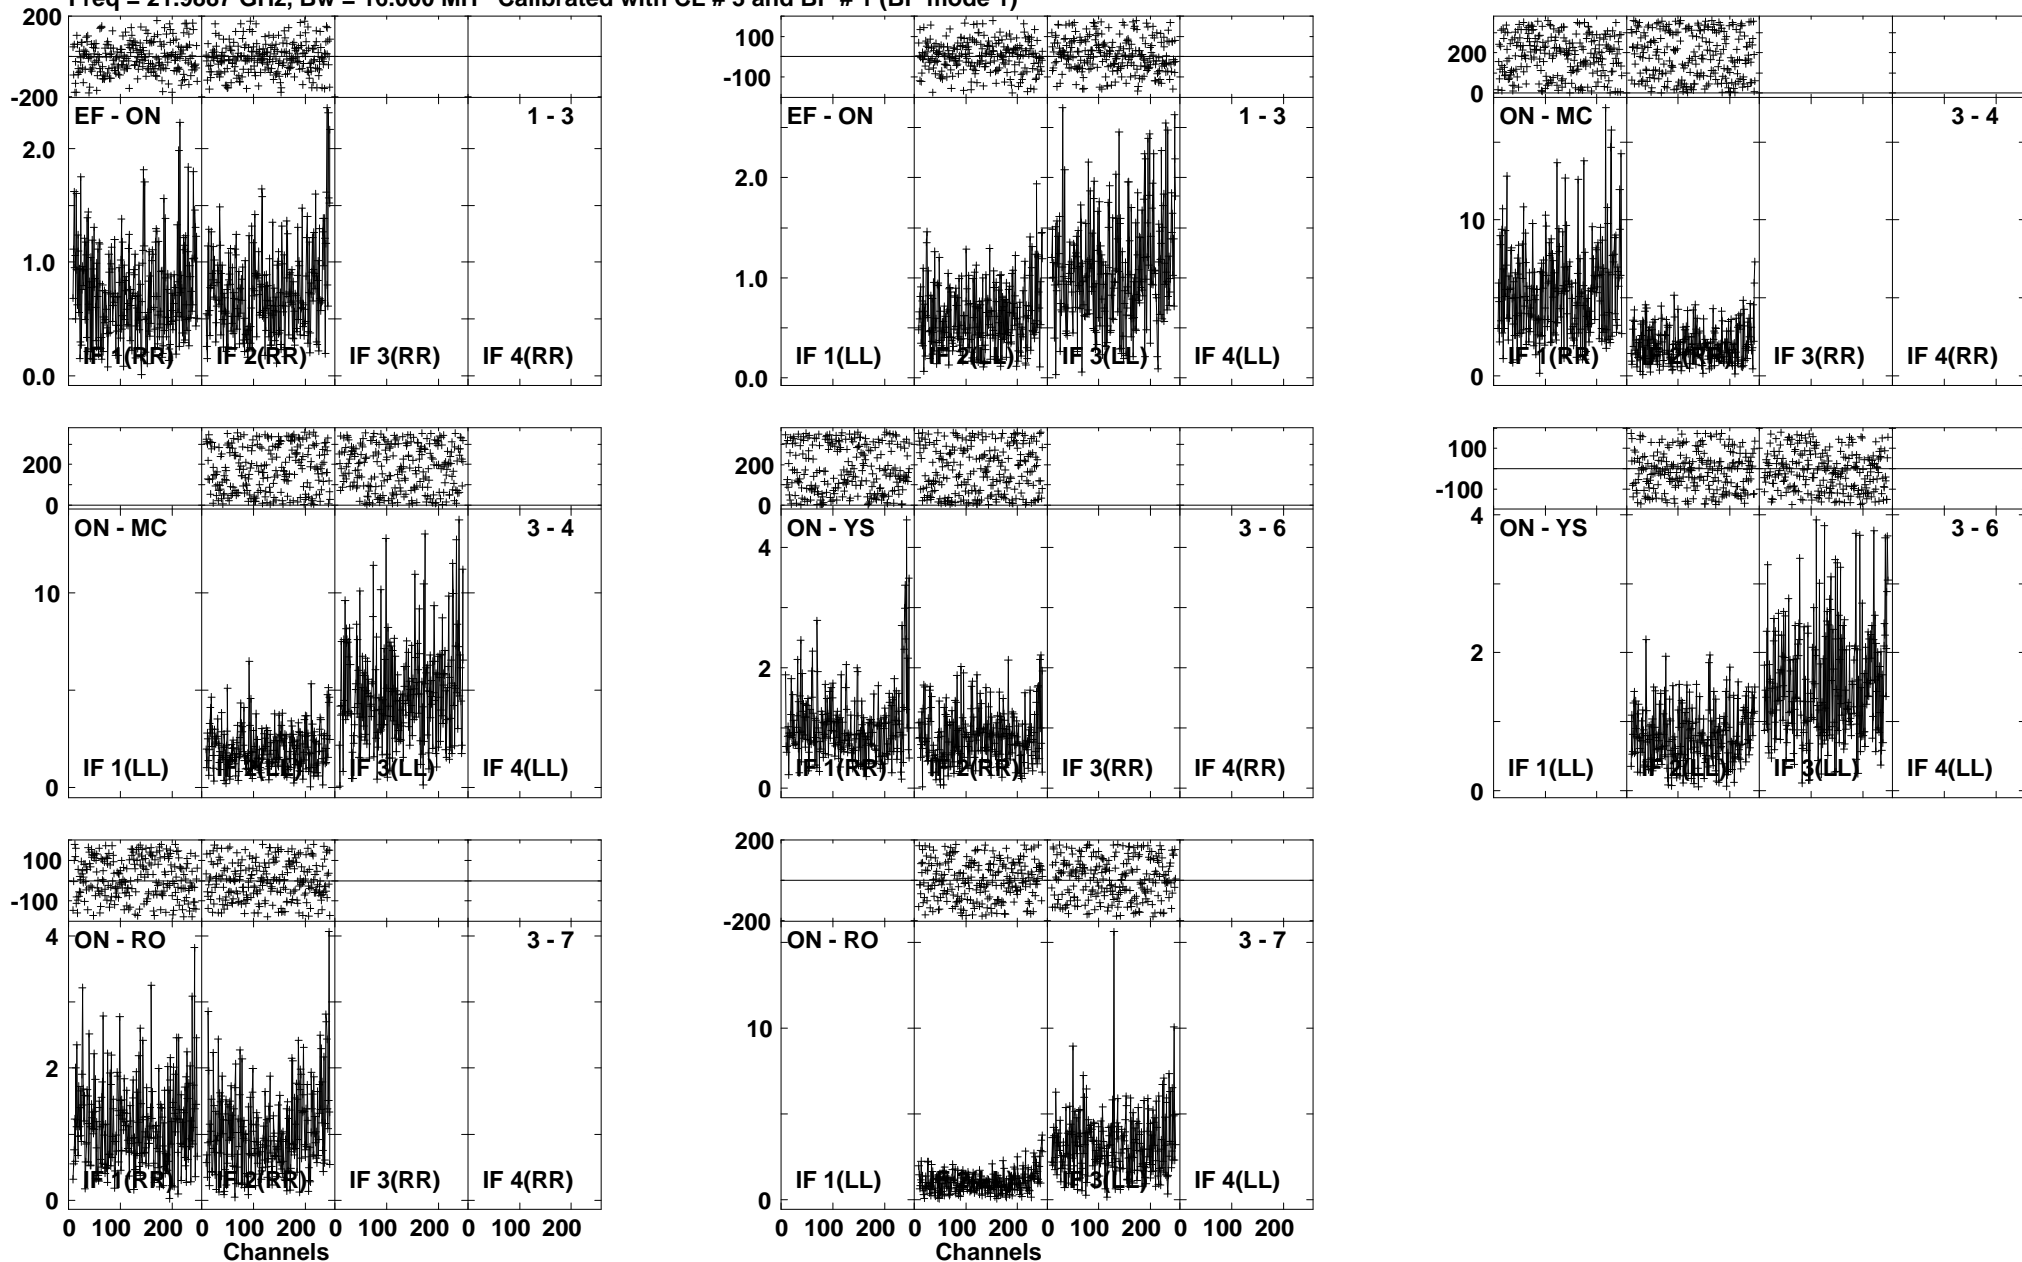 Freq = 21.9887 GHz, Bw = 16.000 MH Calibrated with CL # 3 and BP # 1 (BP mode 1)
200
-200
EF - ON 1 - 3
2.0
1.0
0.0
IF 1(RR) IF 2(RR) IF 3(RR) IF 4(RR)
100
-100
EF - ON 1 - 3
2.0
1.0
0.0
IF 1(LL) IF 2(LL) IF 3(LL) IF 4(LL)
200
0
ON - MC 3 - 4
10
0
IF 1(RR) IF 2(RR) IF 3(RR) IF 4(RR)
200
0
ON - MC 3 - 4
10
0
IF 1(LL) IF 2(LL) IF 3(LL) IF 4(LL)
200
0
ON - YS 3 - 6
4
2
0
IF 1(RR) IF 2(RR) IF 3(RR) IF 4(RR)
100
-100
ON - YS 3 - 6
4
2
0
IF 1(LL) IF 2(LL) IF 3(LL) IF 4(LL)
100
-100
ON - RO 3 - 7
4
2
0
IF 1(RR) IF 2(RR) IF 3(RR) IF 4(RR)
0 100 200 0 100 200 0 100 200 0 100 200
Channels
200
-200
ON - RO 3 - 7
10
0
IF 1(LL) IF 2(LL) IF 3(LL) IF 4(LL)
0 100 200 0 100 200 0 100 200 0 100 200
Channels